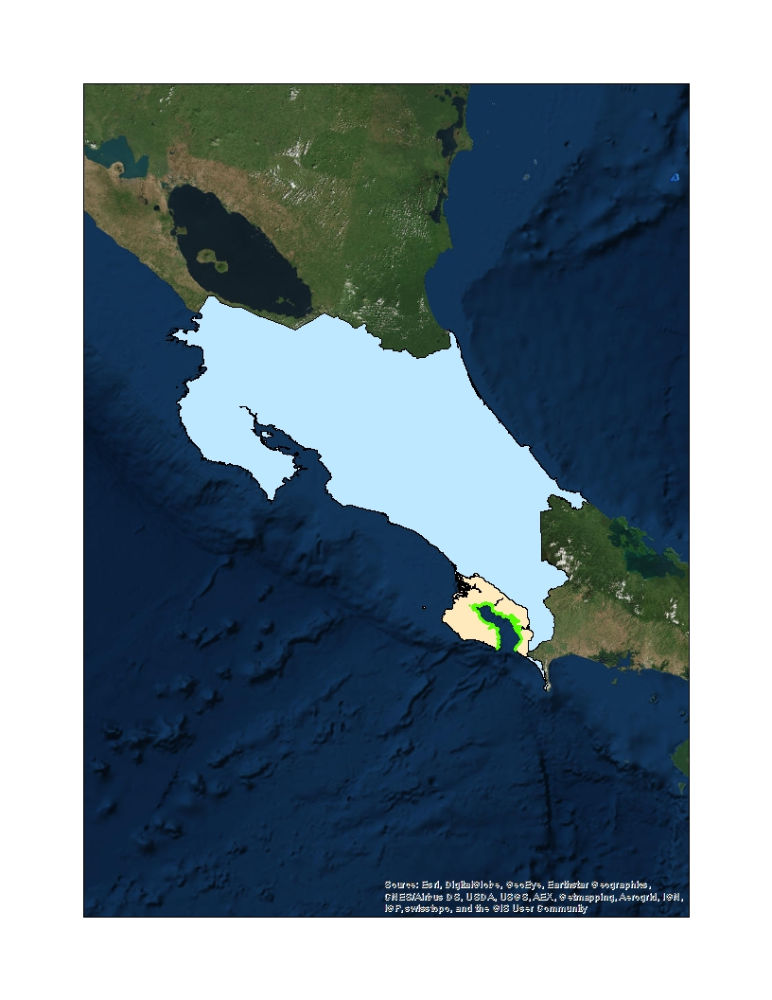 Source: Esri, DigitalGlobe, GeoEye, Earthstar Geographics,
CNES/Airbus DS, USDA, USGS, AEX, Getmapping, Aerogrid, IGN,
IGP, swisstopo, and the GIS User Community